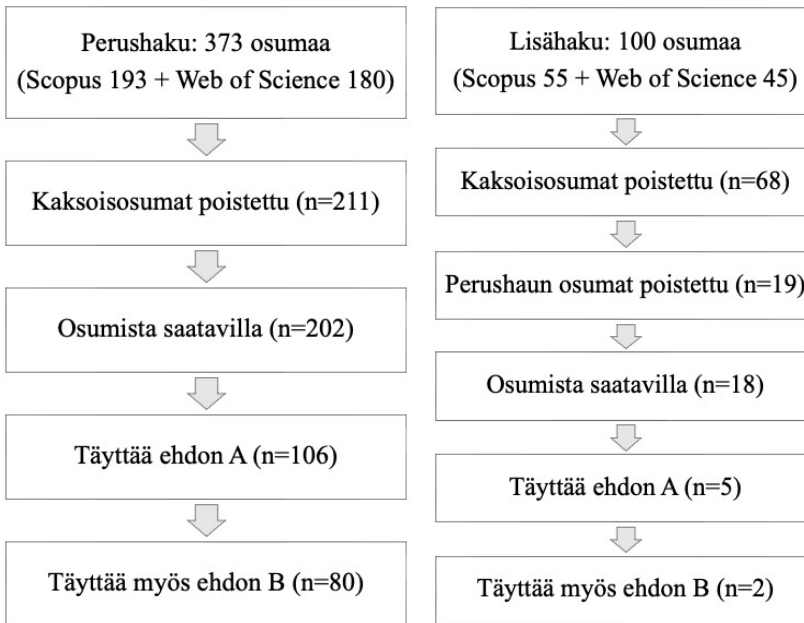 Perushaku: 373 osumaa
(Scopus 193 + Web of Science 180)
Kaksoisosumat poistettu (n=211)
Osumista saatavilla (n=202)
Täyttää ehdon A (n=106)
Täyttää myös ehdon B (n=80)
Lisähaku: 100 osumaa
(Scopus 55 + Web of Science 45)
Kaksoisosumat poistettu (n=68)
Perushaun osumat poistettu (n=19)
Osumista saatavilla (n=18)
Täyttää ehdon A (n=5)
Täyttää myös ehdon B (n=2)